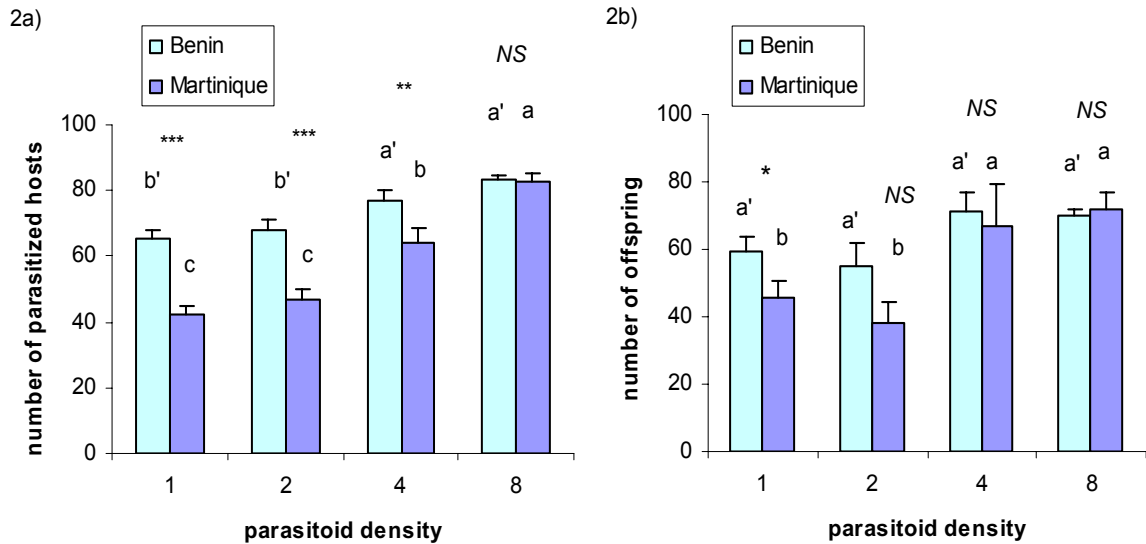 2a)
Benin
Martinique
NS
**
*** ***
a' a
a'
b' b' b
c c
number of parasitized hosts
100
80
60
40
20
0
1 2 4 8
parasitoid density
2b)
Benin
Martinique
NS NS
*
a' a a' a
NS
a' a'
b b
number of offspring
100
80
60
40
20
0
1 2 4 8
parasitoid density